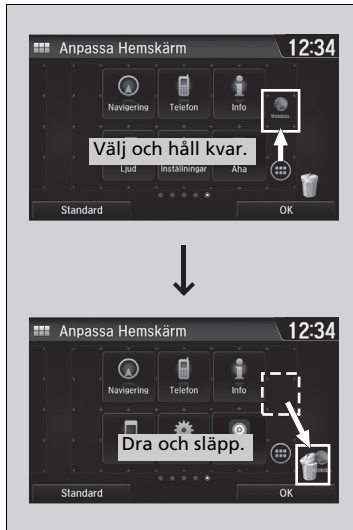 Anpassa Hemskärm 12:34
Navigering Telefon Info
Välj och håll kvar.
Ljud Inställningar Aha
Standard OK
Anpassa Hemskärm 12:34
Navigering Telefon Info
Dra och släpp.
Standard OK